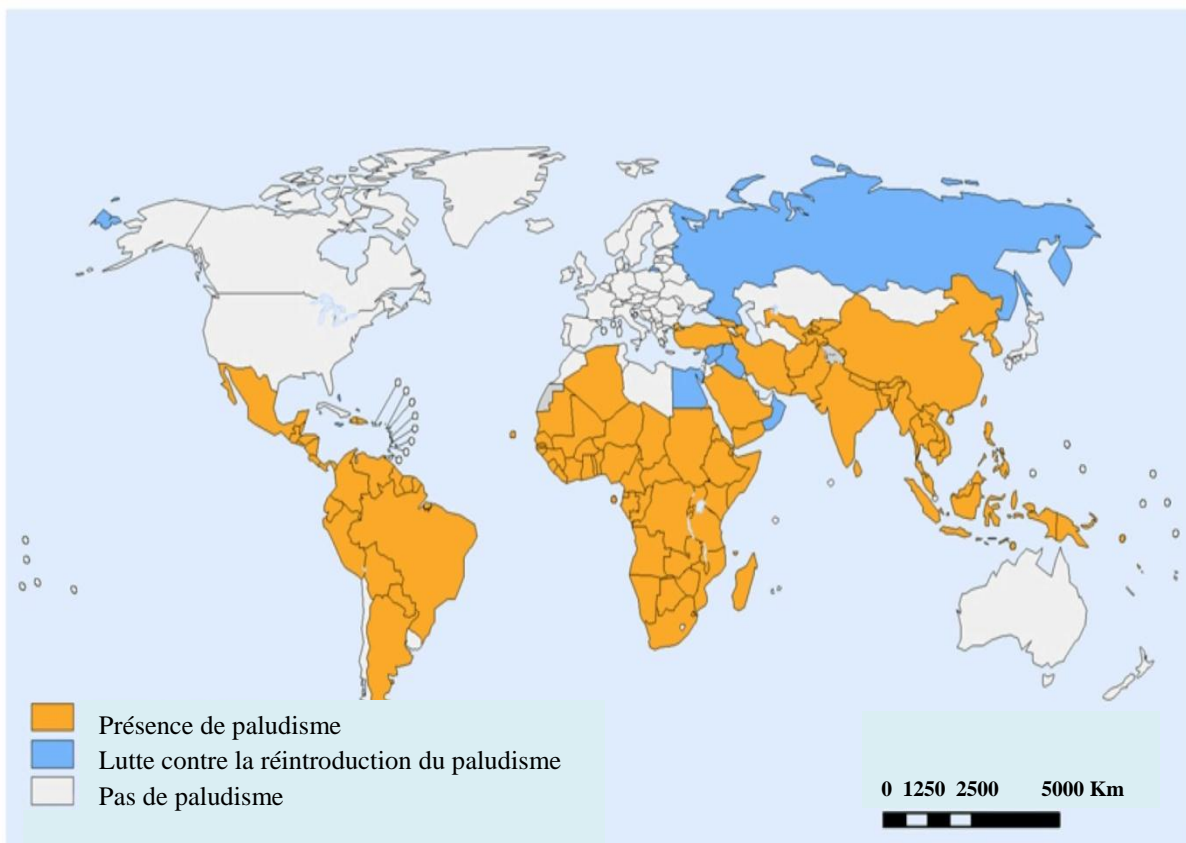 Présence de paludisme
Lutte contre la réintroduction du paludisme
Pas de paludisme
0 1250 2500 5000 Km